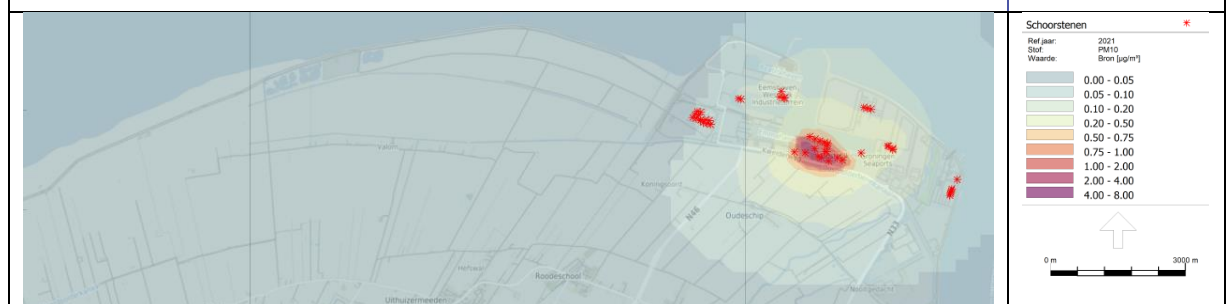 Schoorstenen
Ref.jaar: 2021
Stof: PM10
Waarde: Bron [µg/m³]
0.00 - 0.05
0.05 - 0.10
0.10 - 0.20
0.20 - 0.50
0.50 - 0.75
0.75 - 1.00
1.00 - 2.00
2.00 - 4.00
4.00 - 8.00
0 m 3000 m
Industrieterrein
Seaports
Koningsoord
N46
Oudeschip
N33
Roodeschool
Uithuizermeeden